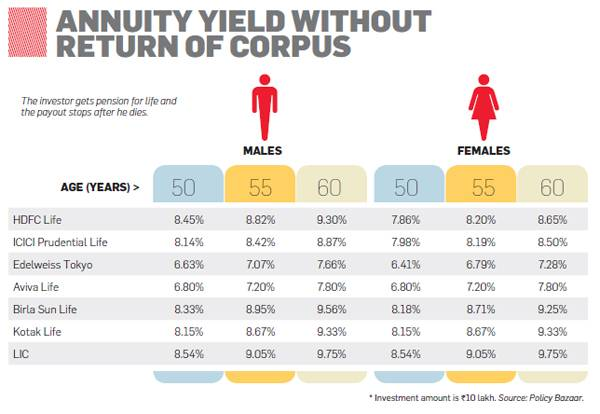 ANNUITY YIELD WITHOUT
RETURN OF CORPUS
The investor gets pension for life and
the payout stops after he dies.
MALES FEMALES
AGE (YEARS) > 50 55 60 50 55 60
HDFC Life 8.45% 8.82% 9.30% 7.86% 8.20% 8.65%
ICICI Prudential Life 8.14% 8.42% 8.87% 7.98% 8.19% 8.50%
Edelweiss Tokyo 6.63% 7.07% 7.66% 6.41% 6.79% 7.28%
Aviva Life 6.80% 7.20% 7.80% 6.80% 7.20% 7.80%
Birla Sun Life 8.33% 8.95% 9.56% 8.18% 8.71% 9.25%
Kotak Life 8.15% 8.67% 9.33% 8.15% 8.67% 9.33%
LIC 8.54% 9.05% 9.75% 8.54% 9.05% 9.75%
* Investment amount is ₹10 lakh. Source: Policy Bazaar.